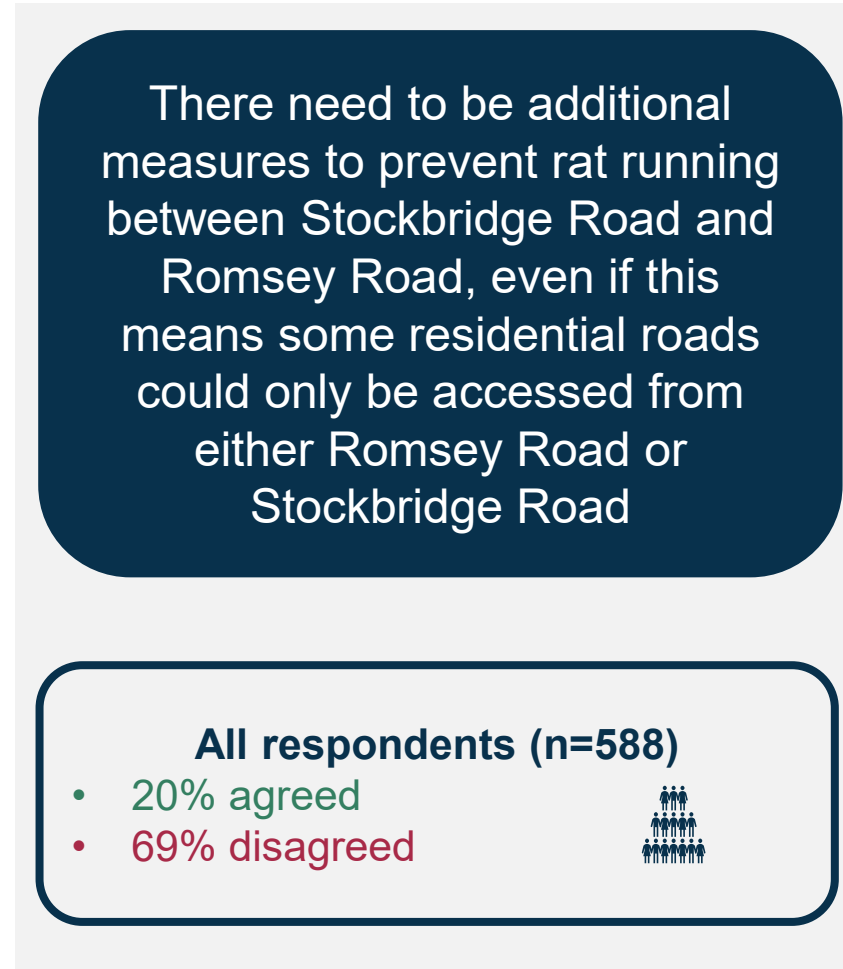 There need to be additional
measures to prevent rat running
between Stockbridge Road and
Romsey Road, even if this
means some residential roads
could only be accessed from
either Romsey Road or
Stockbridge Road
All respondents (n=588)
• 20% agreed
• 69% disagreed